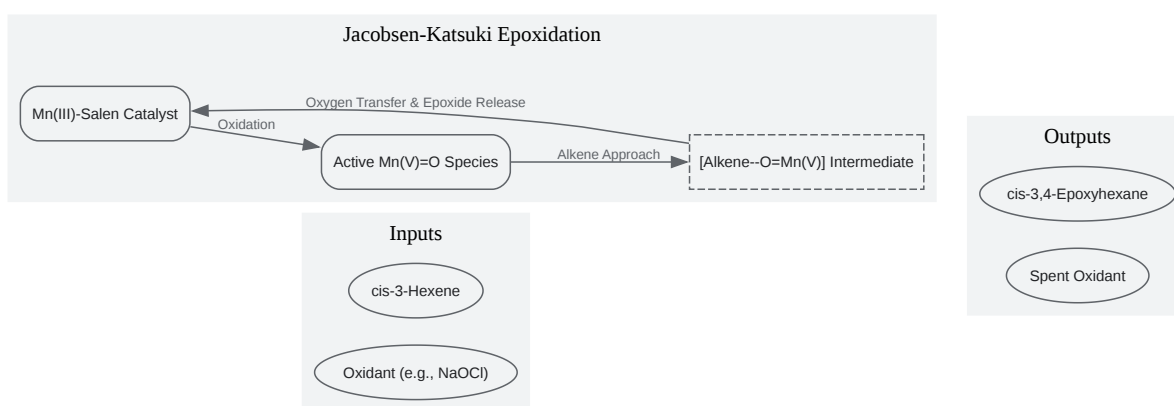 Jacobsen-Katsuki Epoxidation
Mn(III)-Salen Catalyst
Oxidation
Oxygen Transfer & Epoxide Release
Active Mn(V)=O Species
Alkene Approach
[Alkene--O=Mn(V)] Intermediate
Inputs
cis-3-Hexene
Oxidant (e.g., NaOCl)
Outputs
cis-3,4-Epoxyhexane
Spent Oxidant